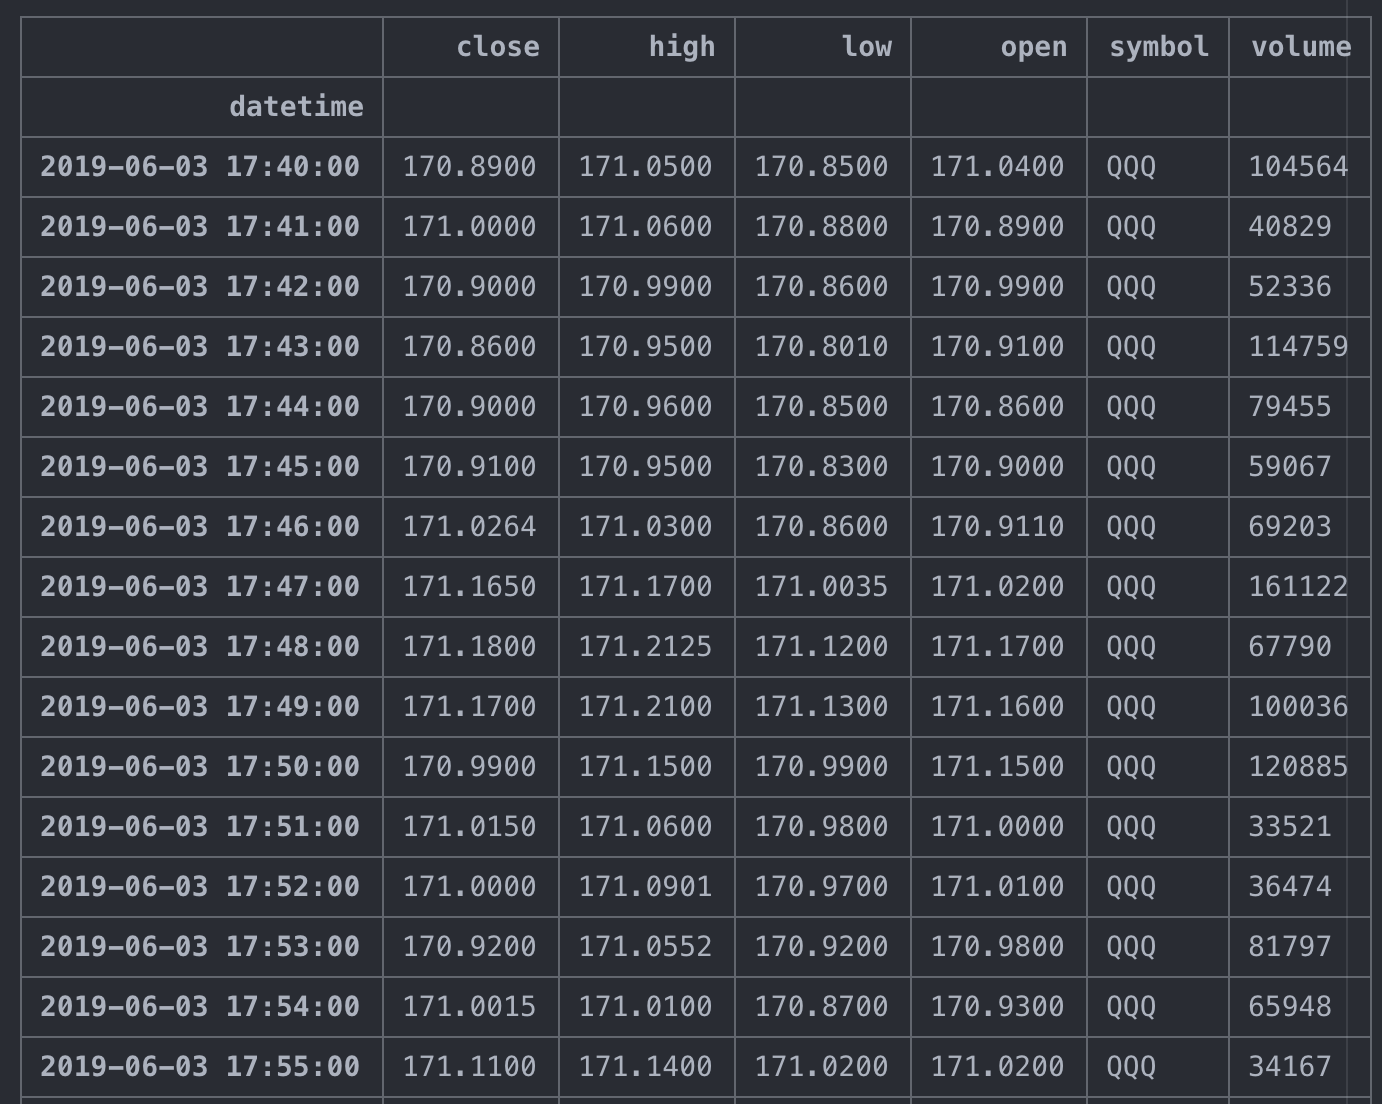 close high low open symbol volume
datetime
2019-06-03 17:40:00 170.8900 171.0500 170.8500 171.0400 QQQ 104564
2019-06-03 17:41:00 171.0000 171.0600 170.8800 170.8900 QQQ 40829
2019-06-03 17:42:00 170.9000 170.9900 170.8600 170.9900 QQQ 52336
2019-06-03 17:43:00 170.8600 170.9500 170.8010 170.9100 QQQ 114759
2019-06-03 17:44:00 170.9000 170.9600 170.8500 170.8600 QQQ 79455
2019-06-03 17:45:00 170.9100 170.9500 170.8300 170.9000 QQQ 59067
2019-06-03 17:46:00 171.0264 171.0300 170.8600 170.9110 QQQ 69203
2019-06-03 17:47:00 171.1650 171.1700 171.0035 171.0200 QQQ 161122
2019-06-03 17:48:00 171.1800 171.2125 171.1200 171.1700 QQQ 67790
2019-06-03 17:49:00 171.1700 171.2100 171.1300 171.1600 QQQ 100036
2019-06-03 17:50:00 170.9900 171.1500 170.9900 171.1500 QQQ 120885
2019-06-03 17:51:00 171.0150 171.0600 170.9800 171.0000 QQQ 33521
2019-06-03 17:52:00 171.0000 171.0901 170.9700 171.0100 QQQ 36474
2019-06-03 17:53:00 170.9200 171.0552 170.9200 170.9800 QQQ 81797
2019-06-03 17:54:00 171.0015 171.0100 170.8700 170.9300 QQQ 65948
2019-06-03 17:55:00 171.1100 171.1400 171.0200 171.0200 QQQ 34167